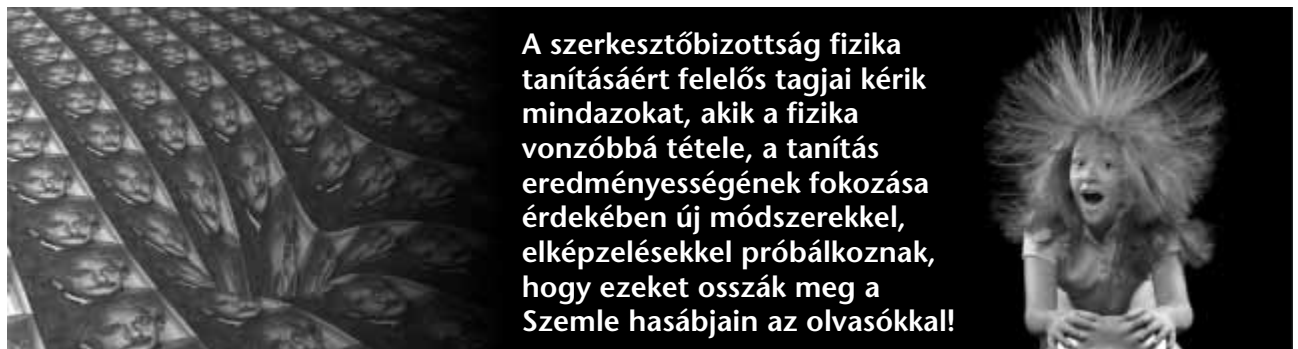 A szerkesztőbizottság fizika
tanításáért felelős tagjai kérik
mindazokat, akik a fizika
vonzóbbá tétele, a tanítás
eredményességének fokozása
érdekében új módszerekkel,
elképzelésekkel próbálkoznak,
hogy ezeket osszák meg a
Szemle hasábjain az olvasókkal!